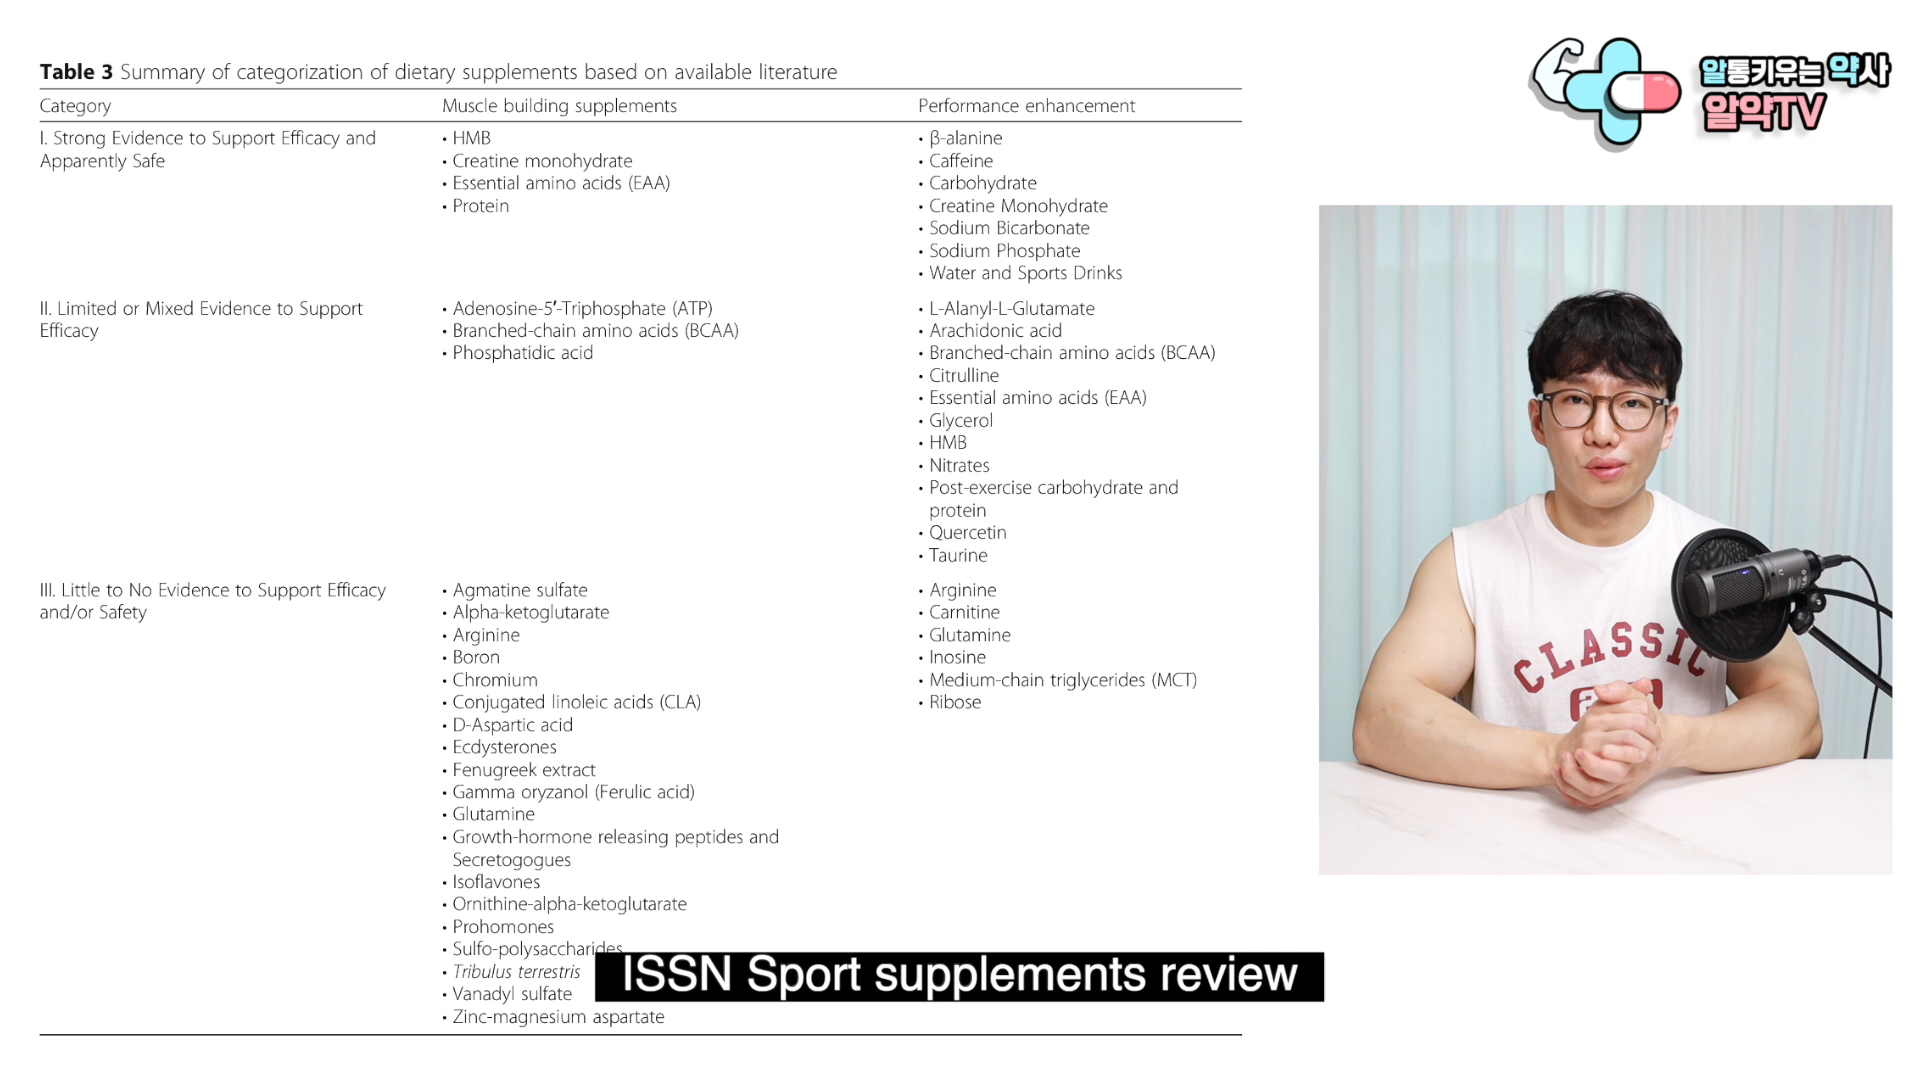 Table 3 Summary of categorization of dietary supplements based on available literature
Category Muscle building supplements Performance enhancement
I. Strong Evidence to Support Efficacy and
Apparently Safe
• HMB
• Creatine monohydrate
• Essential amino acids (EAA)
• Protein
• β-alanine
• Caffeine
• Carbohydrate
• Creatine Monohydrate
• Sodium Bicarbonate
• Sodium Phosphate
• Water and Sports Drinks
II. Limited or Mixed Evidence to Support
Efficacy
• Adenosine-5′-Triphosphate (ATP)
• Branched-chain amino acids (BCAA)
• Phosphatidic acid
• L-Alanyl-L-Glutamate
• Arachidonic acid
• Branched-chain amino acids (BCAA)
• Citrulline
• Essential amino acids (EAA)
• Glycerol
• HMB
• Nitrates
• Post-exercise carbohydrate and
protein
• Quercetin
• Taurine
III. Little to No Evidence to Support Efficacy
and/or Safety
• Agmatine sulfate
• Alpha-ketoglutarate
• Arginine
• Boron
• Chromium
• Conjugated linoleic acids (CLA)
• D-Aspartic acid
• Ecdysterones
• Fenugreek extract
• Gamma oryzanol (Ferulic acid)
• Glutamine
• Growth-hormone releasing peptides and
Secretogogues
• Isoflavones
• Ornithine-alpha-ketoglutarate
• Prohomones
• Sulfo-polysaccharides
• Tribulus terrestris
• Vanadyl sulfate
• Zinc-magnesium aspartate
• Arginine
• Carnitine
• Glutamine
• Inosine
• Medium-chain triglycerides (MCT)
• Ribose
ISSN Sport supplements review
알통키우는 약사
알약TV
CLASSIC